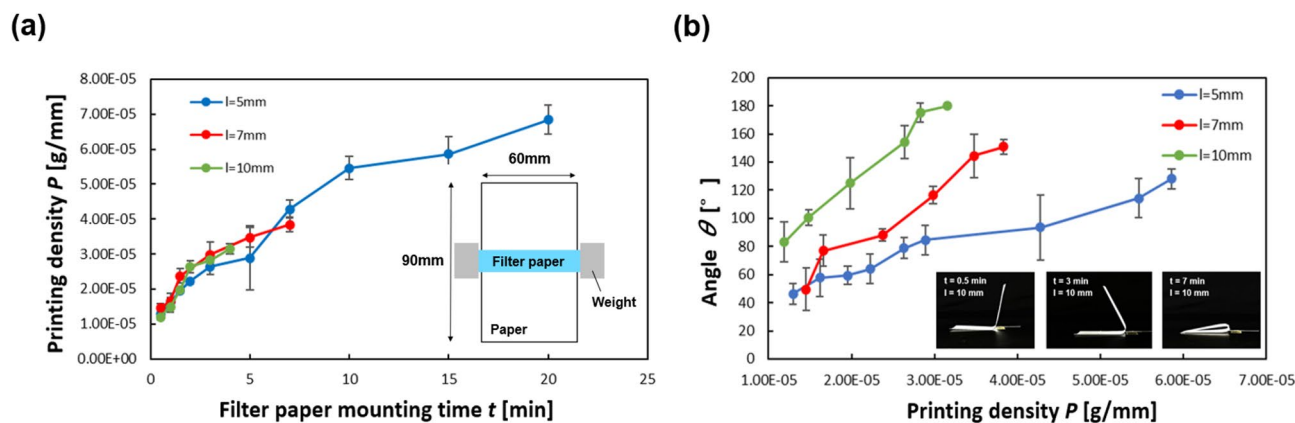 (a)
Printing density P [g/mm]
8.00E-05
7.00E-05
6.00E-05
5.00E-05
4.00E-05
3.00E-05
2.00E-05
1.00E-05
0.00E+00
l=5mm
l=7mm
l=10mm
60mm
90mm
Filter paper
Weight
Paper
0 5 10 15 20 25
Filter paper mounting time t [min]
(b)
Angle θ [°]
200
180
160
140
120
100
80
60
40
20
0
l=5mm
l=7mm
l=10mm
t = 0.5 min
l = 10 mm
t = 3 min
l = 10 mm
t = 7 min
l = 10 mm
1.00E-05 2.00E-05 3.00E-05 4.00E-05 5.00E-05 6.00E-05 7.00E-05
Printing density P [g/mm]